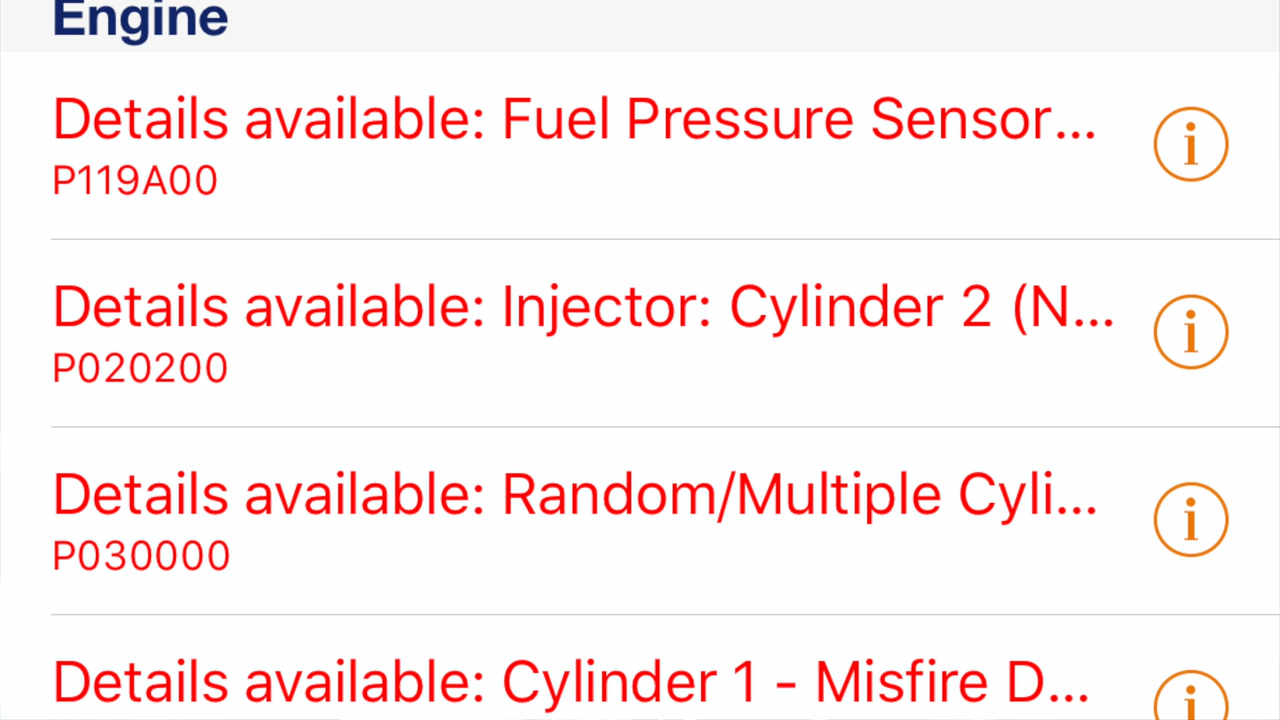 Engine
Details available: Fuel Pressure Sensor...
P119A00
Details available: Injector: Cylinder 2 (N...
P020200
Details available: Random/Multiple Cyli...
P030000
Details available: Cylinder 1 - Misfire D...